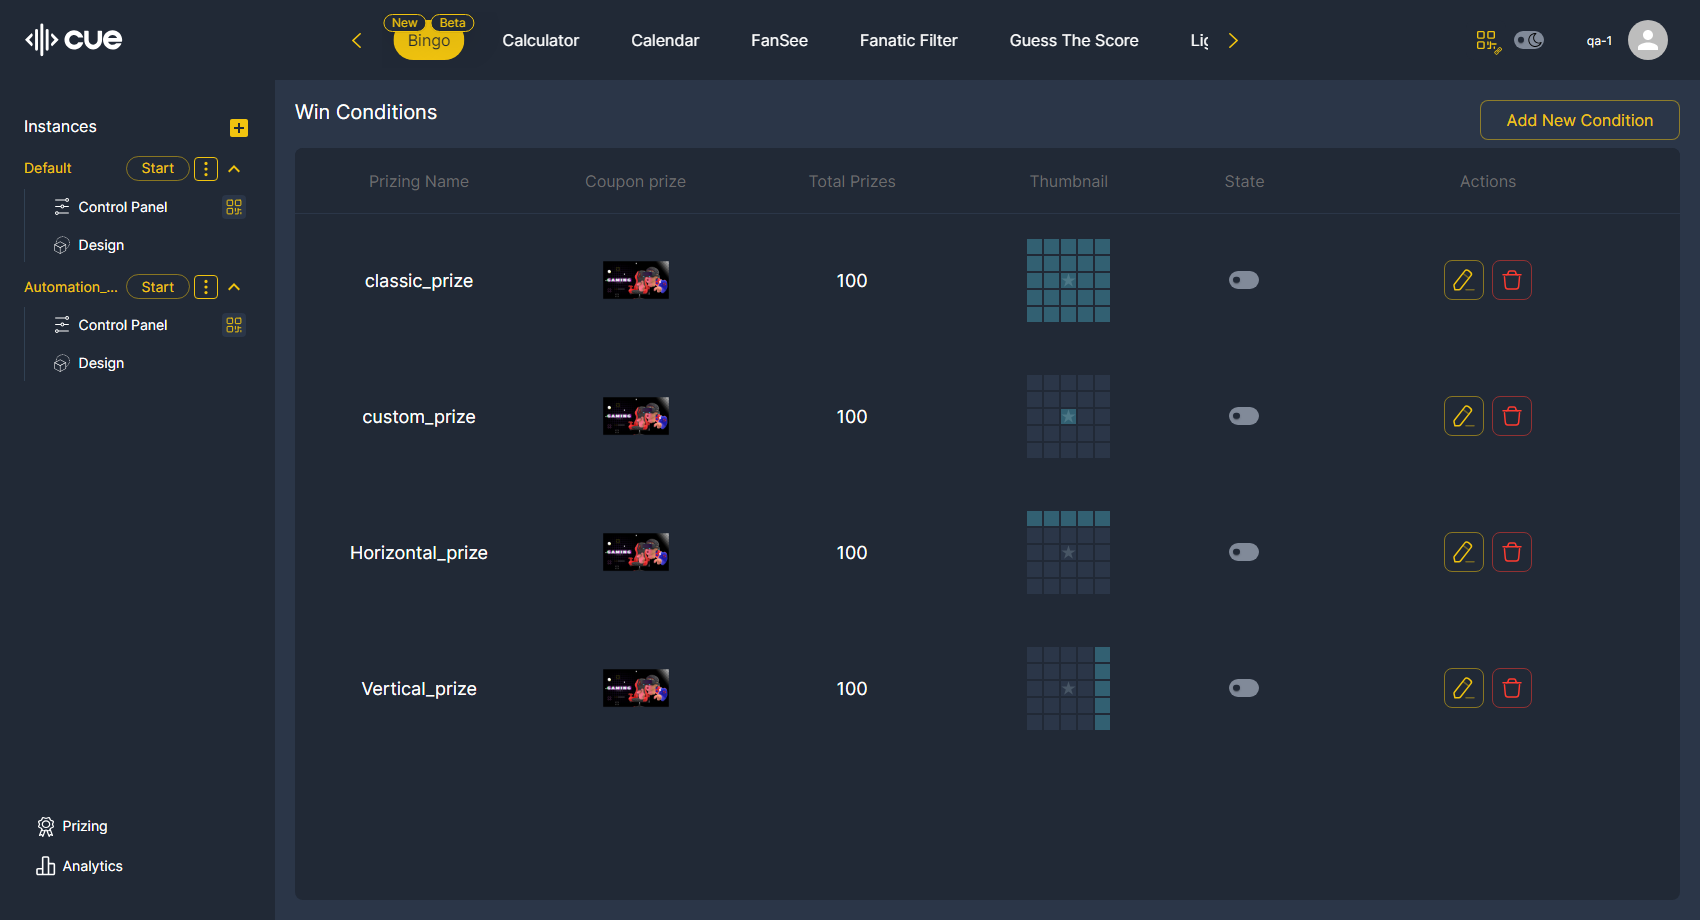 cue
New Beta
Bingo
Calculator
Calendar
FanSee
Fanatic Filter
Guess The Score
qa-1
Instances
Default
Start
Control Panel
Design
Automation_...
Start
Control Panel
Design
Prizing
Analytics
Win Conditions
Add New Condition
Prizing Name Coupon prize Total Prizes Thumbnail State Actions
classic_prize GAMING 100
custom_prize GAMING 100
Horizontal_prize GAMING 100
Vertical_prize GAMING 100